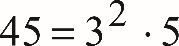 45 = 3² · 5